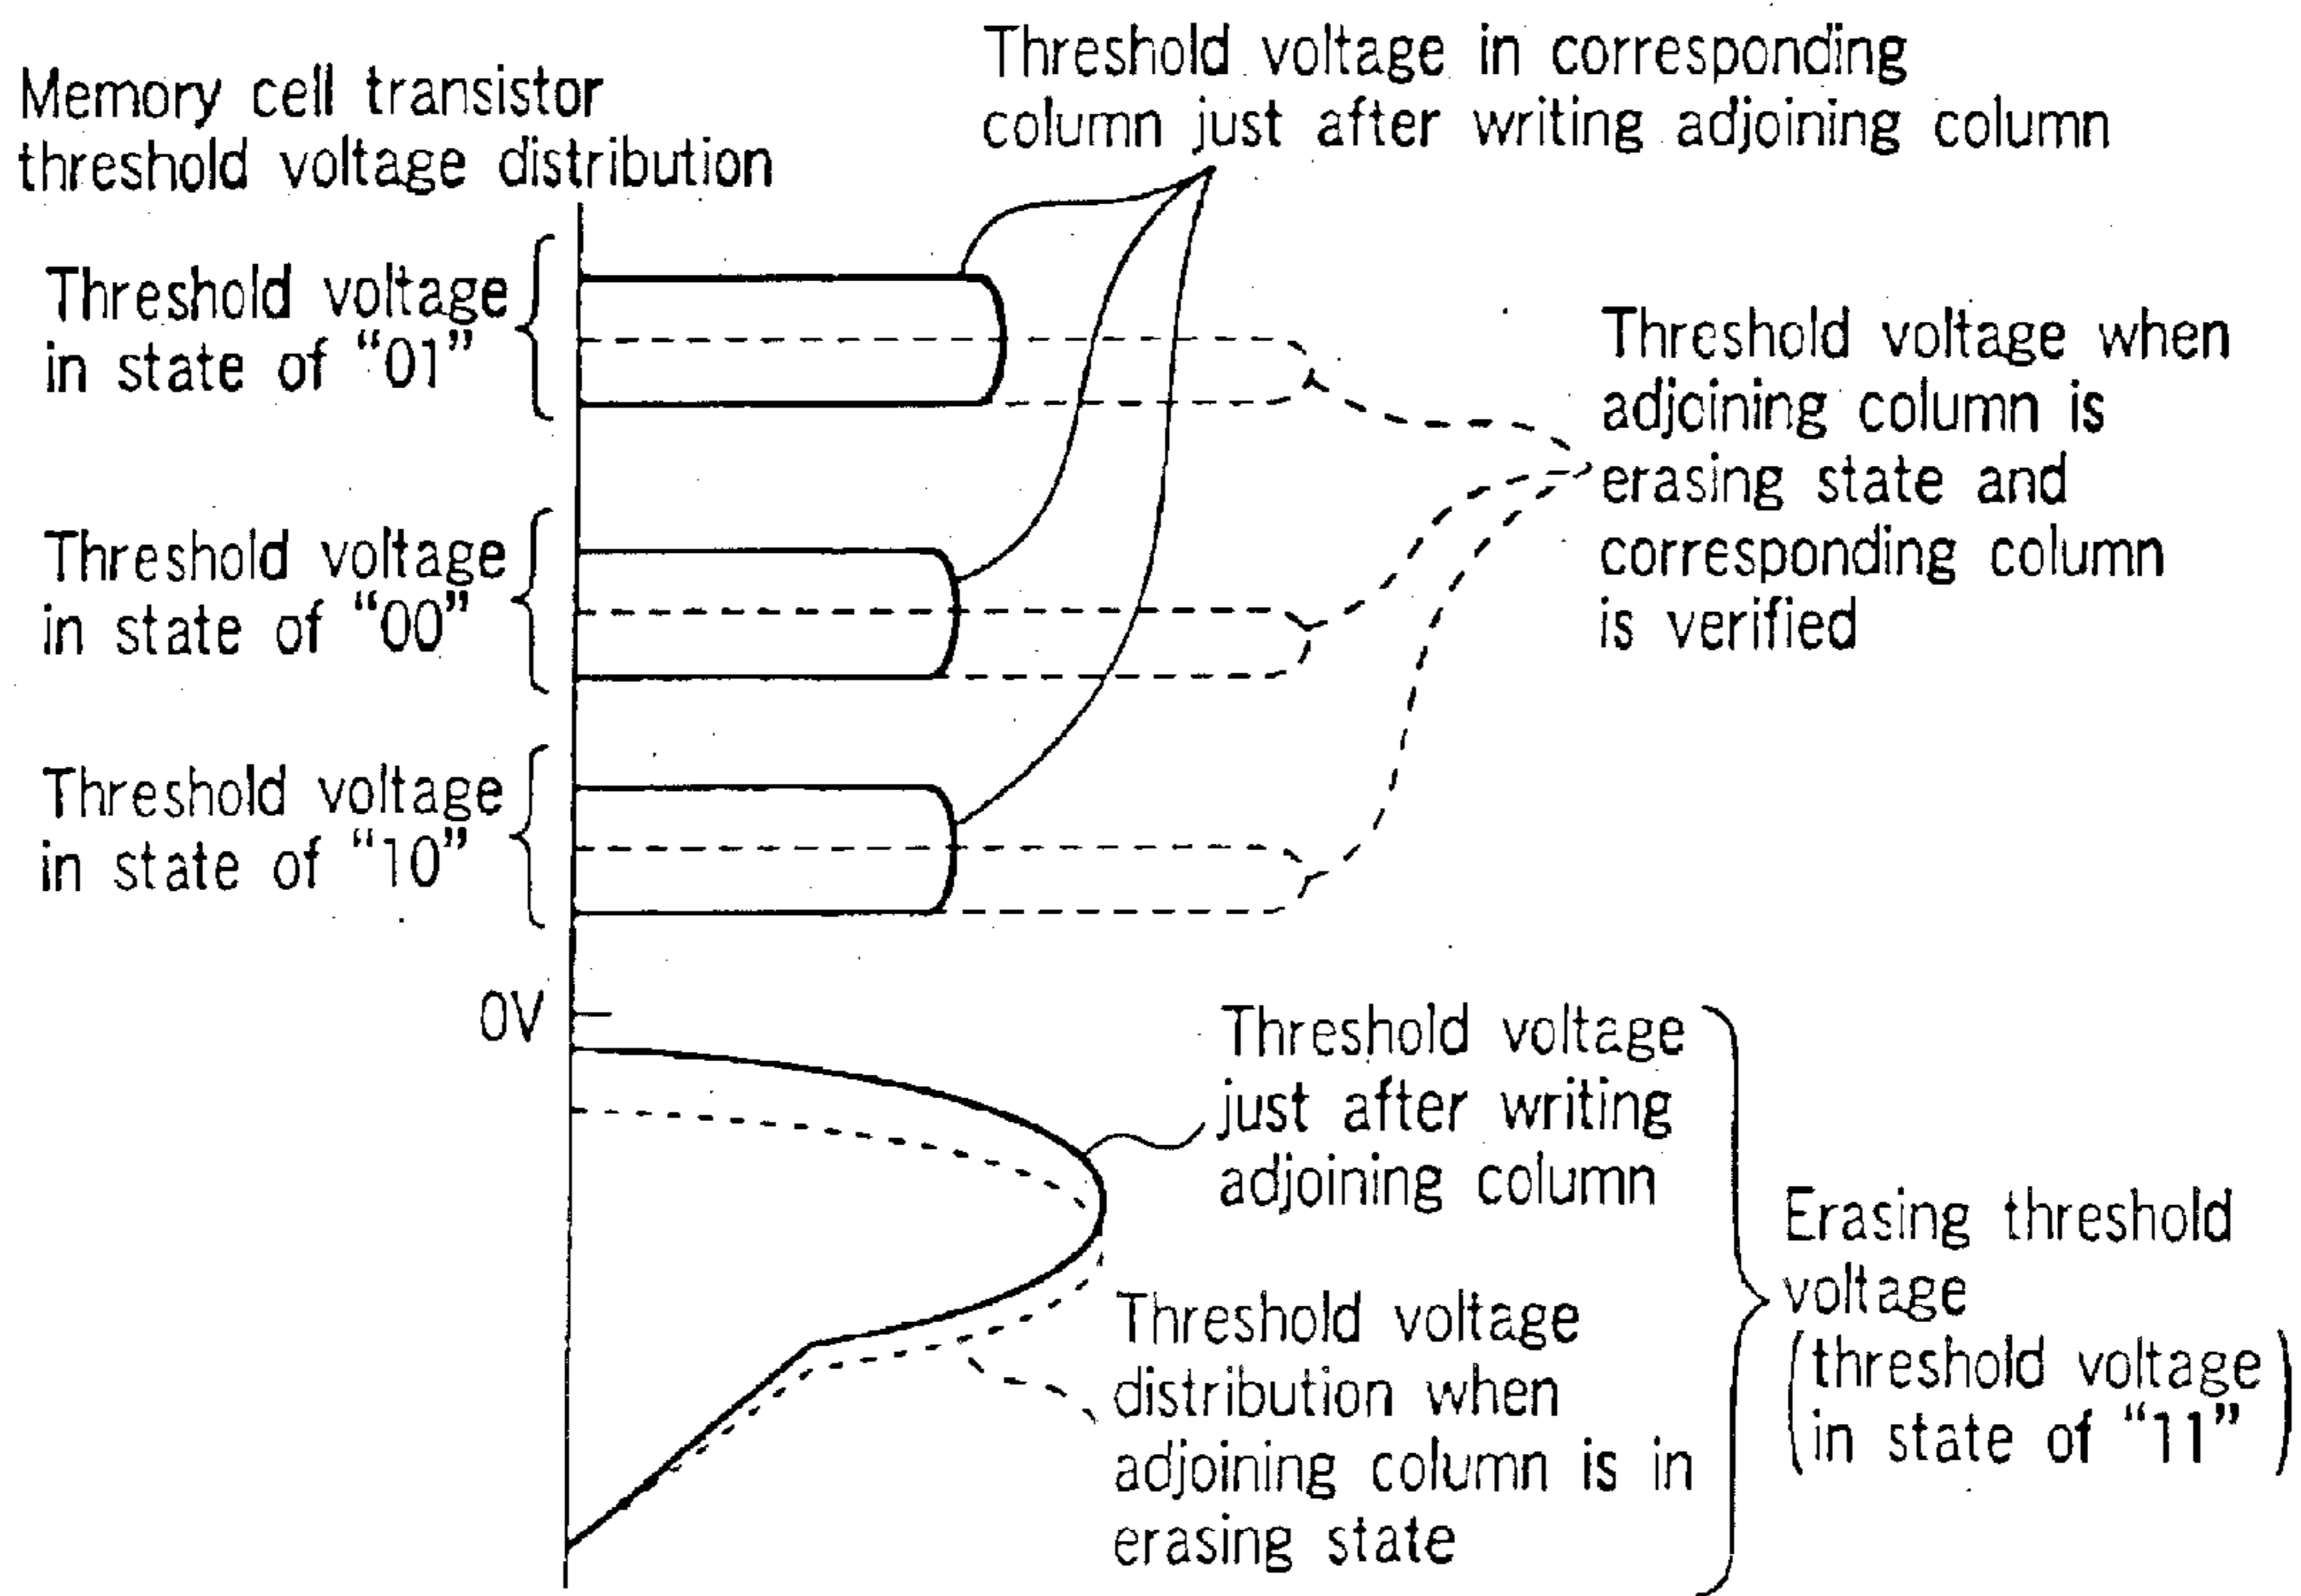 Memory cell transistor
threshold voltage distribution
Threshold voltage in corresponding
column just after writing adjoining column
Threshold voltage
in state of “01”
Threshold voltage when
adjoining column is
erasing state and
corresponding column
is verified
Threshold voltage
in state of “00”
Threshold voltage
in state of “10”
0V
Threshold voltage
just after writing
adjoining column
Threshold voltage
distribution when
adjoining column is in
erasing state
Erasing threshold
voltage
(threshold voltage
in state of “11”)